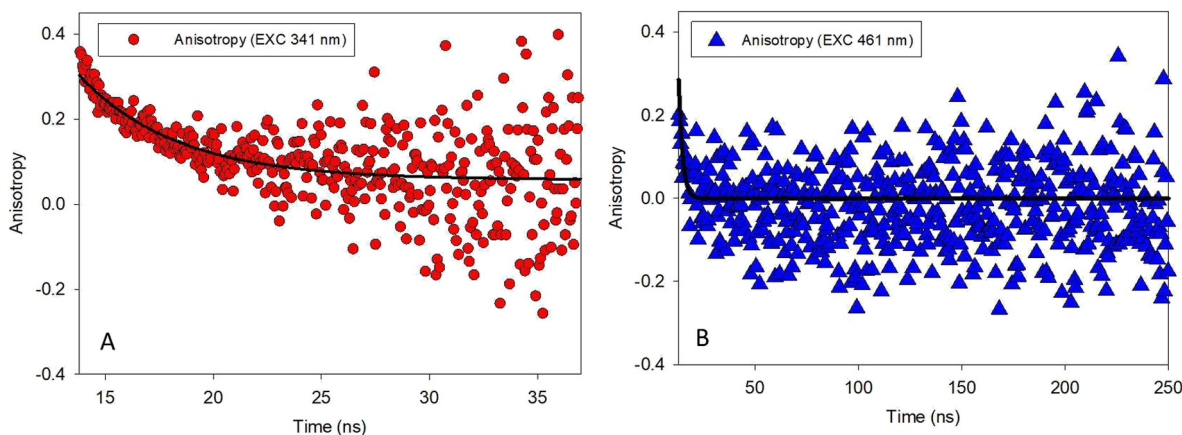 Anisotropy (EXC 341 nm)
0.4
0.2
0.0
-0.2
-0.4
Anisotropy
A
15
20
25
30
35
Time (ns)
Anisotropy (EXC 461 nm)
0.4
0.2
0.0
-0.2
-0.4
Anisotropy
B
50
100
150
200
250
Time (ns)